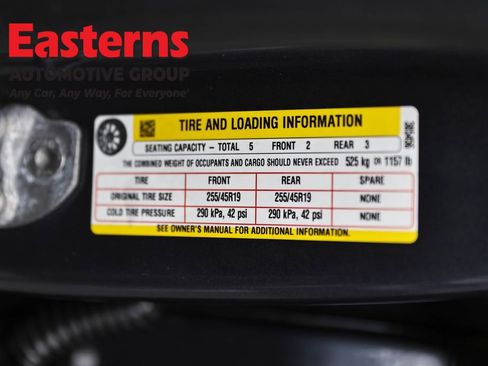 Easterns
AUTOMOTIVE GROUP
Any Car, Any Way, For Everyone
TIRE AND LOADING INFORMATION
SEATING CAPACITY – TOTAL 5 FRONT 2 REAR 3
THE COMBINED WEIGHT OF OCCUPANTS AND CARGO SHOULD NEVER EXCEED 525 kg OR 1157 lb
TIRE FRONT REAR SPARE
ORIGINAL TIRE SIZE 255/45R19 255/45R19 NONE
COLD TIRE PRESSURE 290 kPa, 42 psi 290 kPa, 42 psi NONE
SEE OWNER'S MANUAL FOR ADDITIONAL INFORMATION.